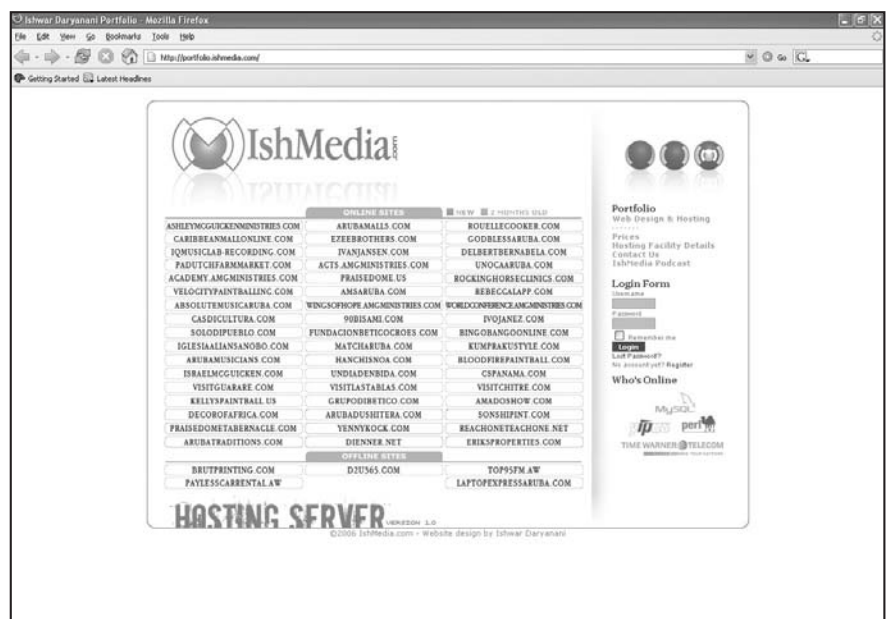 Ishwar Daryanani Portfolio - Mozilla Firefox
File Edit View Go Bookmarks Tools Help
http://portfolio.ishmedia.com/ Go
Getting Started Latest Headlines
IshMedia.com
ONLINE SITES NEW 2 MONTHS OLD
ASHLEYMCGUICKENMINISTRIES.COM ARUBAMALLS.COM ROUELLECOOKER.COM
CARIBBEANMALLONLINE.COM EZEEBROTHERS.COM GODBLESSARUBA.COM
IQMUSICLAB-RECORDING.COM IVANJANSEN.COM DELBERTBERNABELA.COM
PADUTCHFARMMARKET.COM ACTS.AMGMINISTRIES.COM UNOCAARUBA.COM
ACADEMY.AMGMINISTRIES.COM PRAISEDOME.US ROCKINGHORSECLINICS.COM
VELOCITYPAINTBALLINC.COM AMSARUBA.COM REBECCALAPP.COM
ABSOLUTEMUSICARUBA.COM WINGSOFHOPE.AMGMINISTRIES.COM WORLDCONFERENCE.AMGMINISTRIES.COM
CASDICULTURA.COM 90BISAMI.COM IVOJANEZ.COM
SOLODIPUEBLO.COM FUNDACIONBETICOCROES.COM BINGOBANGOONLINE.COM
IGLESIAALIANSANOBO.COM MATCHARUBA.COM KUMPRAKUSTYLE.COM
ARUBAMUSICIANS.COM HANCHISNOA.COM BLOODFIREPAINTBALL.COM
ISRAELMCGUICKEN.COM UNDIADENBIDA.COM CSPANAMA.COM
VISITGUARARE.COM VISITLASTABLAS.COM VISITCHITRE.COM
KELLYSPAINTBALL.US GRUPODIBETICO.COM AMADOSHOW.COM
DECOROFAFRICA.COM ARUBADUSHITERA.COM SONSHIPINT.COM
PRAISEDOMETABERNACLE.COM YENNYKOCK.COM REACHONETEACHONE.NET
ARUBATRADITIONS.COM DIENNER.NET ERIKSPROPERTIES.COM
OFFLINE SITES
BRUTPRINTING.COM D2U365.COM TOP95FM.AW
PAYLESSCARRENTAL.AW LAPTOPEXPRESSARUBA.COM
HOSTING SERVER VERSION 1.0
Portfolio
Web Design & Hosting
Prices
Hosting Facility Details
Contact Us
IshMedia Podcast
Login Form
Username
Password
Remember me
Login
Lost Password?
No account yet? Register
Who's Online
MySQL
perl
TIME WARNER TELECOM
©2006 IshMedia.com - Website design by Ishwar Daryanani